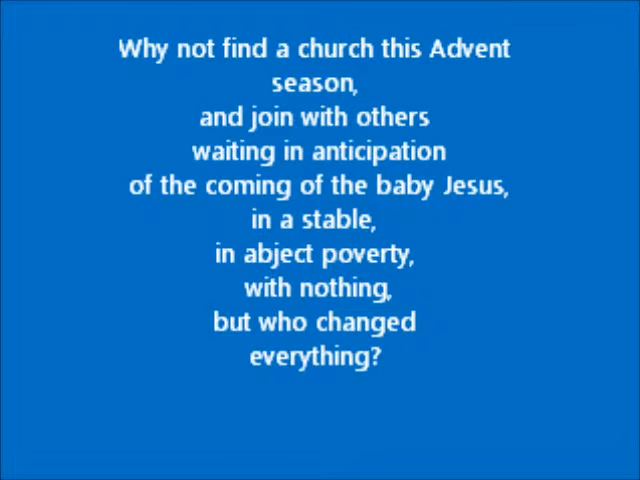 Why not find a church this Advent
season,
and join with others
waiting in anticipation
of the coming of the baby Jesus,
in a stable,
in abject poverty,
with nothing,
but who changed
everything?